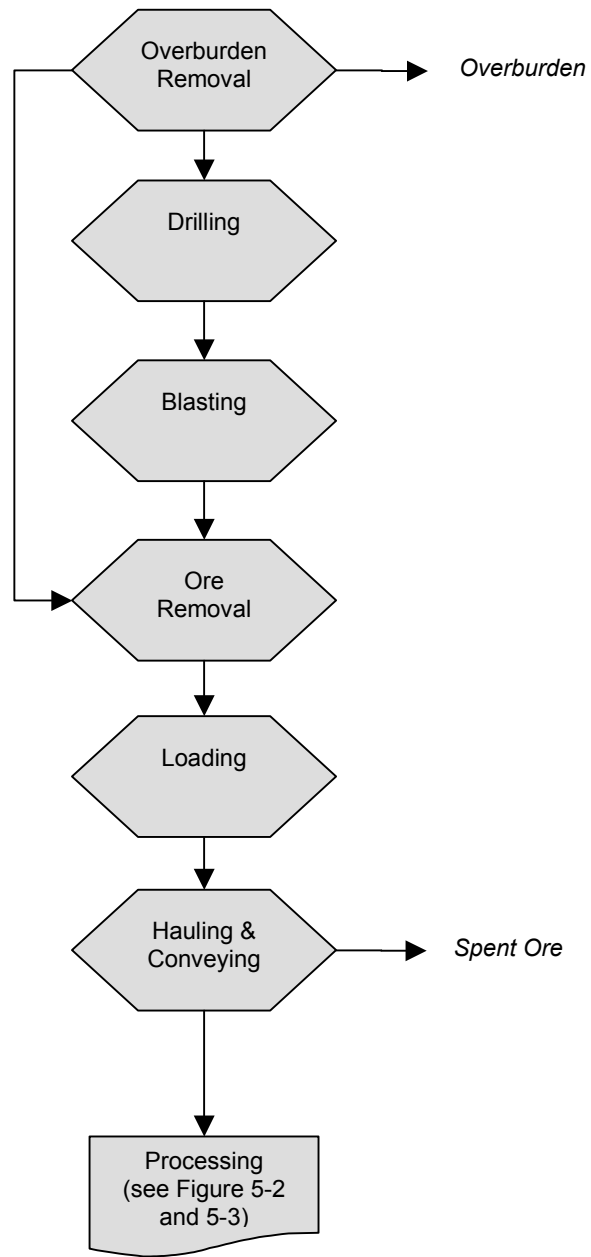 Overburden
Removal
Overburden
Drilling
Blasting
Ore
Removal
Loading
Hauling &
Conveying
Spent Ore
Processing
(see Figure 5-2
and 5-3)